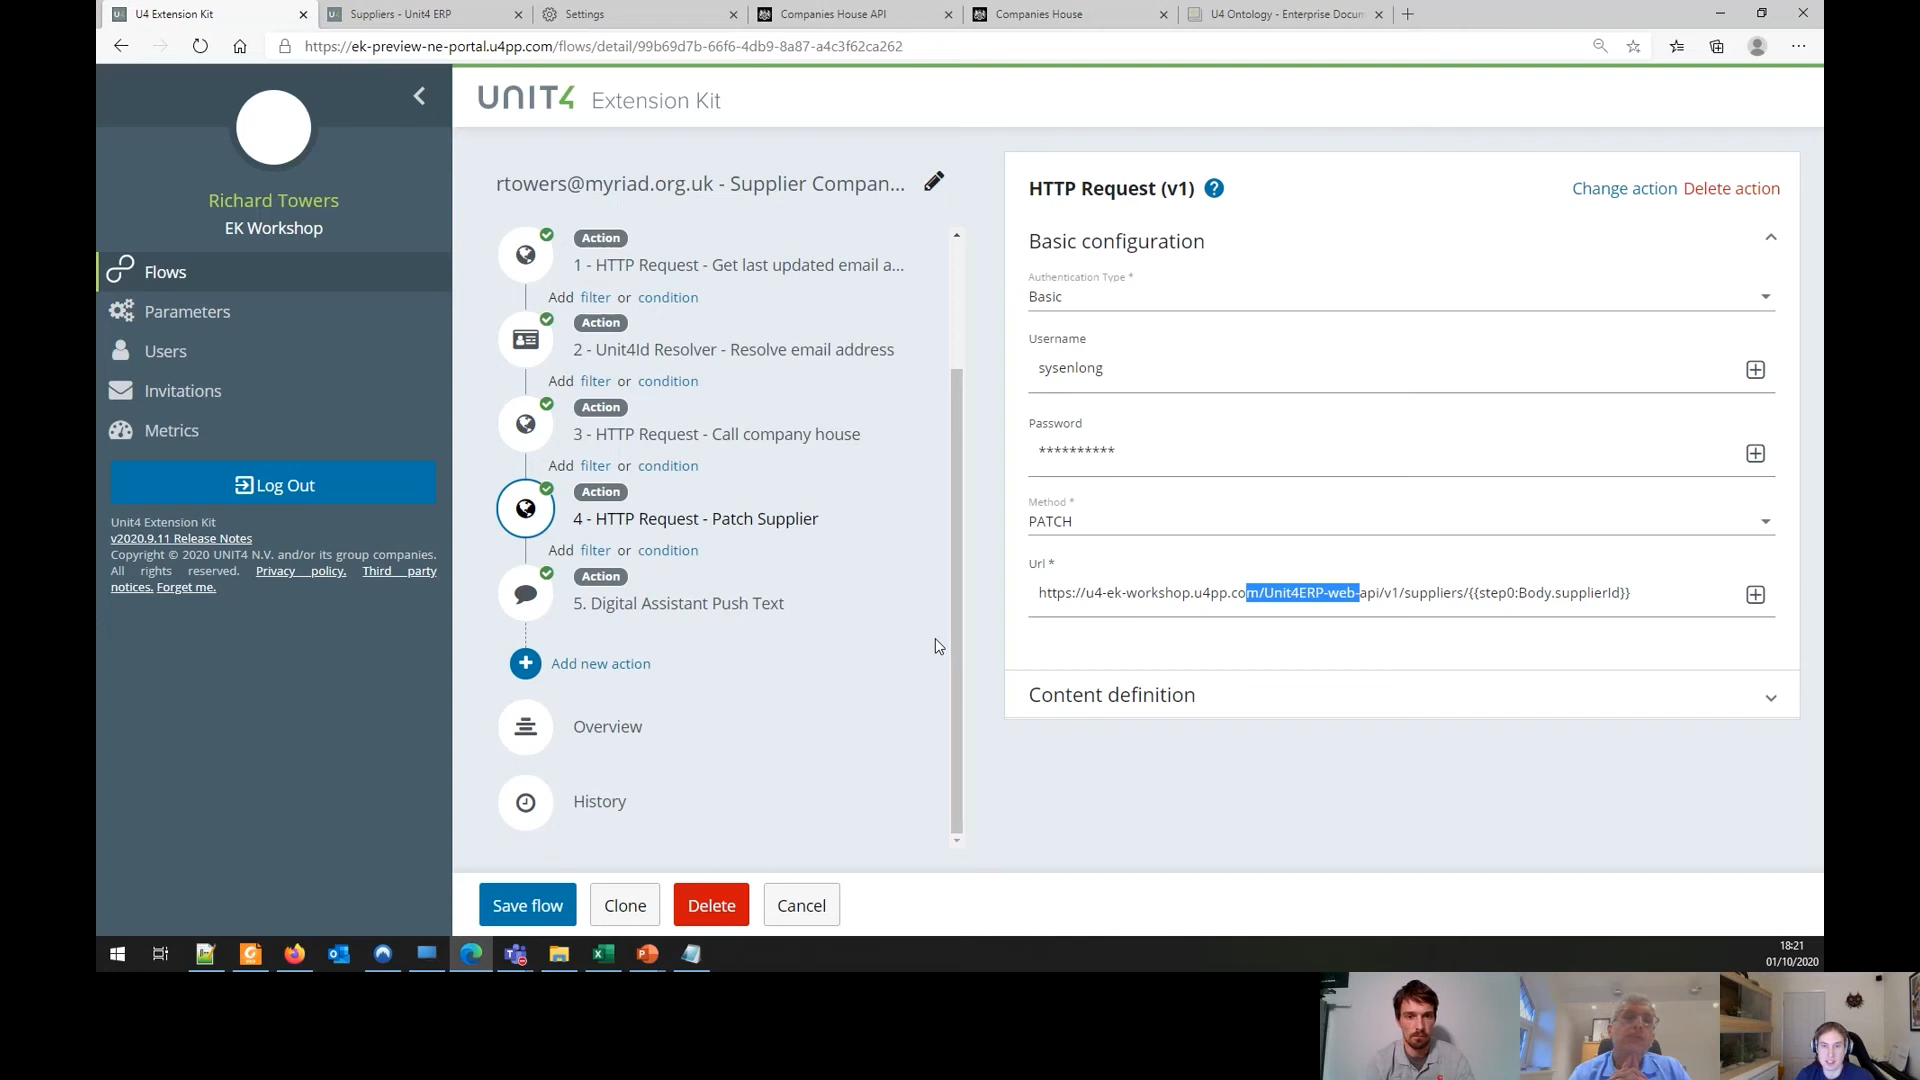 U4 Extension Kit
Suppliers - Unit4 ERP
Settings
Companies House API
Companies House
U4 Ontology - Enterprise Docum
https://ek-preview-ne-portal.u4pp.com/flows/detail/99b69d7b-66f6-4db9-8a87-a4c3f62ca262
UNIT4 Extension Kit
Richard Towers
EK Workshop
Flows
Parameters
Users
Invitations
Metrics
Log Out
Unit4 Extension Kit
v2020.9.11 Release Notes
Copyright © 2020 UNIT4 N.V. and/or its group companies.
All rights reserved. Privacy policy. Third party
notices. Forget me.
rtowers@myriad.org.uk - Supplier Compan...
Action
1 - HTTP Request - Get last updated email a...
Add filter or condition
Action
2 - Unit4Id Resolver - Resolve email address
Add filter or condition
Action
3 - HTTP Request - Call company house
Add filter or condition
Action
4 - HTTP Request - Patch Supplier
Add filter or condition
Action
5. Digital Assistant Push Text
Add new action
Overview
History
HTTP Request (v1) ?
Change action Delete action
Basic configuration
Authentication Type *
Basic
Username
sysenlong
Password
**********
Method *
PATCH
Url *
https://u4-ek-workshop.u4pp.com/Unit4ERP-web-api/v1/suppliers/{{step0:Body.supplierId}}
Content definition
Save flow
Clone
Delete
Cancel
18:21
01/10/2020